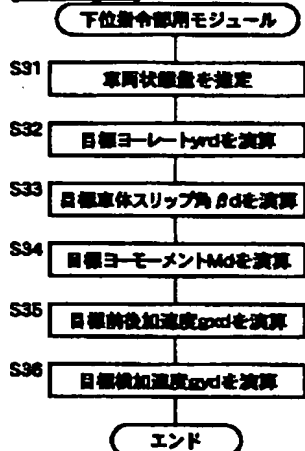 下位指令部用モジュール
S31
車両状態量を推定
S32
目標ヨーレートyrdを演算
S33
目標車体スリップ角βdを演算
S34
目標ヨーモーメントMdを演算
S35
目標前後加速度gxdを演算
S36
目標横加速度gydを演算
エンド